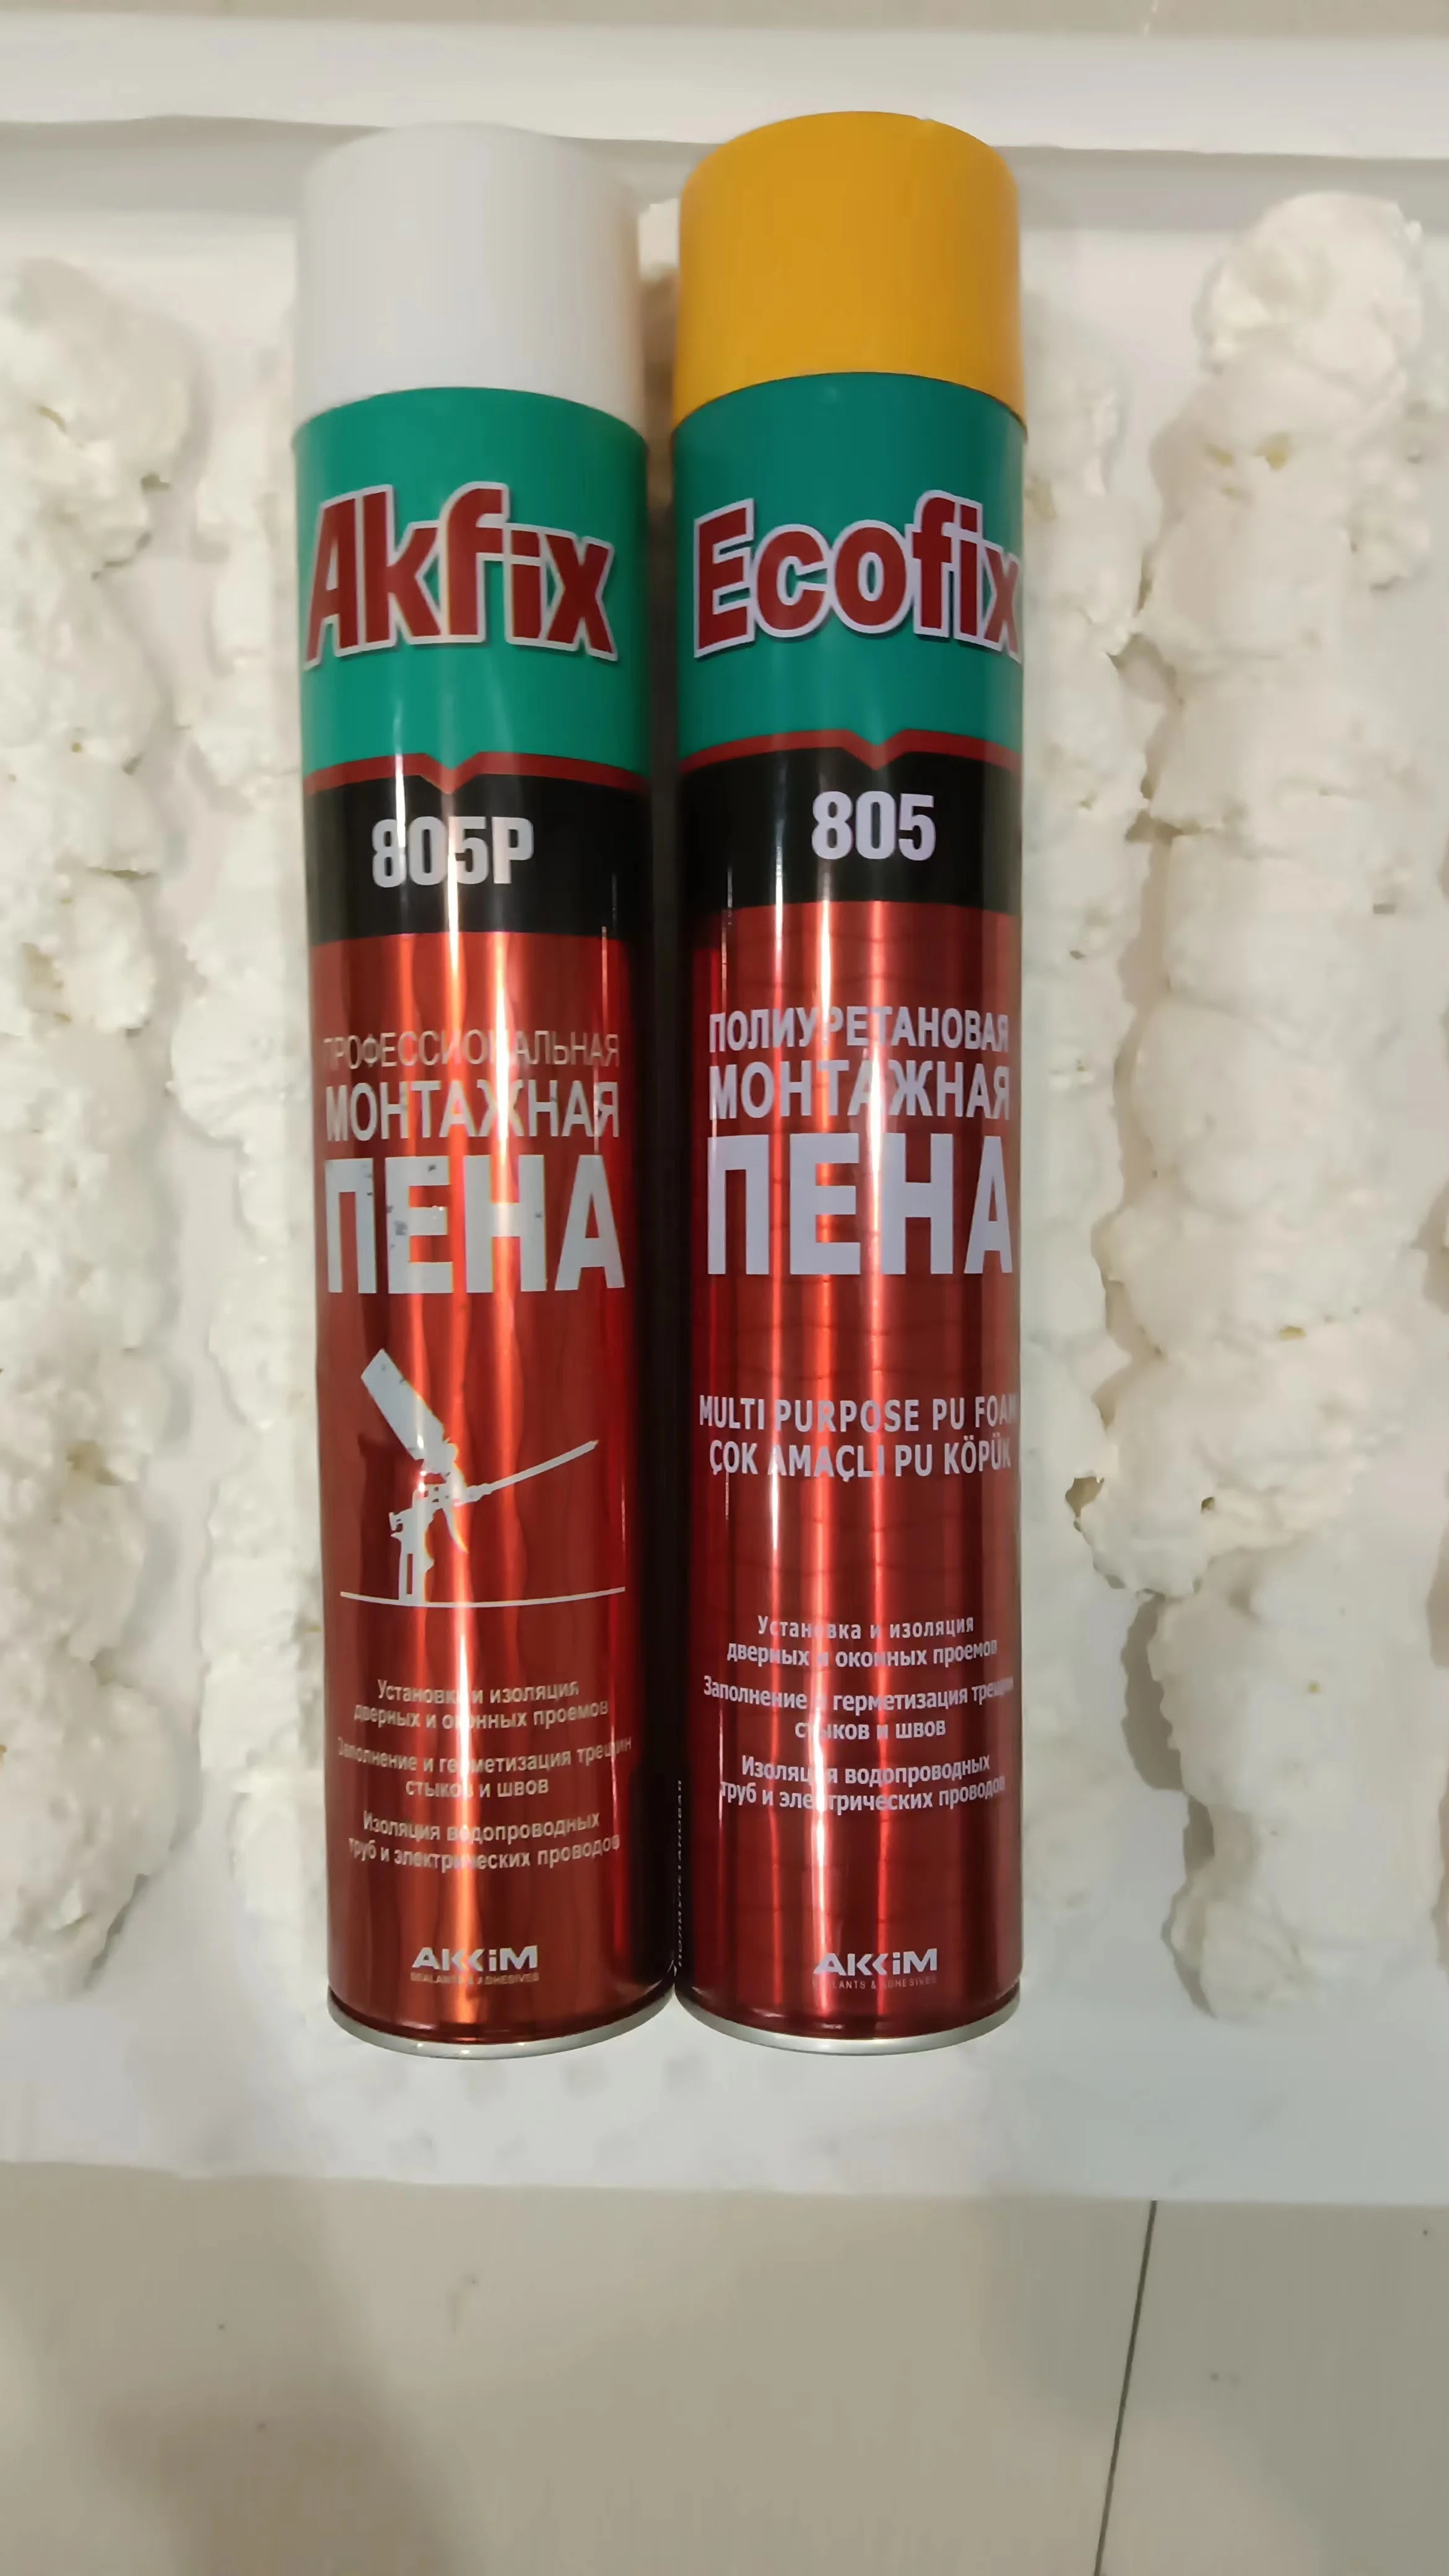 Akfix
805P
ПРОФЕССИОНАЛЬНАЯ
МОНТАЖНАЯ
ПЕНА
Установка и изоляция
дверных и оконных проемов
Заполнение и герметизация трещин
стыков и швов
Изоляция водопроводных
труб и электрических проводов
AKKiM
SEALANTS & ADHESIVES
Ecofix
805
ПОЛИУРЕТАНОВАЯ
МОНТАЖНАЯ
ПЕНА
MULTI PURPOSE PU FOAM
ÇOK AMAÇLI PU KÖPÜK
Установка и изоляция
дверных и оконных проемов
Заполнение и герметизация трещин
стыков и швов
Изоляция водопроводных
труб и электрических проводов
AKKiM
SEALANTS & ADHESIVES
ПОЛИУРЕТАНОВАЯ